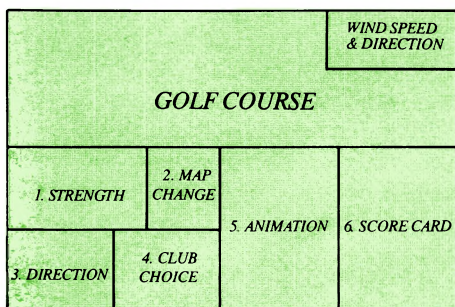 WIND SPEED
& DIRECTION
GOLF COURSE
1. STRENGTH
2. MAP
CHANGE
5. ANIMATION
6. SCORE CARD
3. DIRECTION
4. CLUB
CHOICE